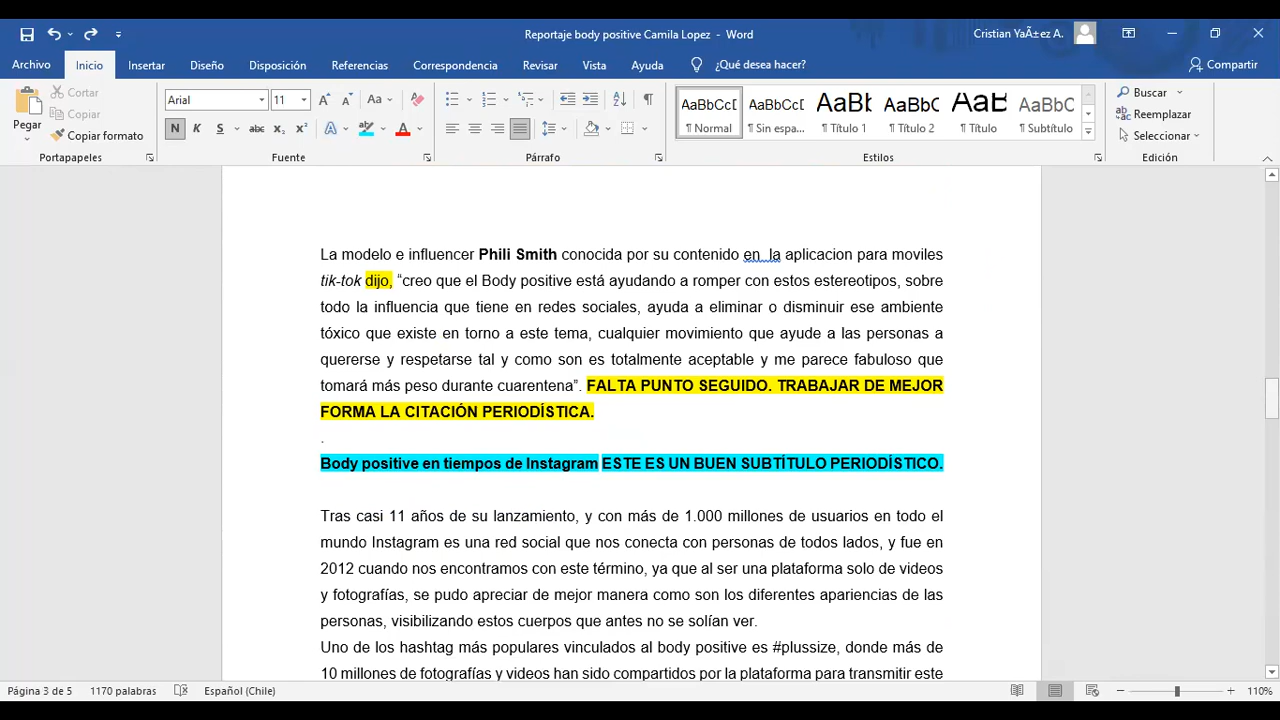 Reportaje body positive Camila Lopez - Word
Cristian YaÃ±ez A.
Archivo Inicio Insertar Diseño Disposición Referencias Correspondencia Revisar Vista Ayuda ¿Qué desea hacer? Compartir
Pegar
Cortar
Copiar
Copiar formato
Portapapeles
Arial 11
Aa
N K S abc x₂ x² A A
Fuente
Párrafo
AaBbCcD AaBbCcD AaBb AaBbC AaBb AaBbCcD
¶ Normal ¶ Sin espa... ¶ Título 1 ¶ Título 2 ¶ Título ¶ Subtítulo
Estilos
Buscar
Reemplazar
Seleccionar
Edición
La modelo e influencer Phili Smith conocida por su contenido en la aplicacion para moviles
tik-tok dijo, “creo que el Body positive está ayudando a romper con estos estereotipos, sobre
todo la influencia que tiene en redes sociales, ayuda a eliminar o disminuir ese ambiente
tóxico que existe en torno a este tema, cualquier movimiento que ayude a las personas a
quererse y respetarse tal y como son es totalmente aceptable y me parece fabuloso que
tomará más peso durante cuarentena”. FALTA PUNTO SEGUIDO. TRABAJAR DE MEJOR
FORMA LA CITACIÓN PERIODÍSTICA.
.
Body positive en tiempos de Instagram ESTE ES UN BUEN SUBTÍTULO PERIODÍSTICO.
Tras casi 11 años de su lanzamiento, y con más de 1.000 millones de usuarios en todo el
mundo Instagram es una red social que nos conecta con personas de todos lados, y fue en
2012 cuando nos encontramos con este término, ya que al ser una plataforma solo de videos
y fotografías, se pudo apreciar de mejor manera como son los diferentes apariencias de las
personas, visibilizando estos cuerpos que antes no se solían ver.
Uno de los hashtag más populares vinculados al body positive es #plussize, donde más de
10 millones de fotografías y videos han sido compartidos por la plataforma para transmitir este
Página 3 de 5 1170 palabras Español (Chile) 110%